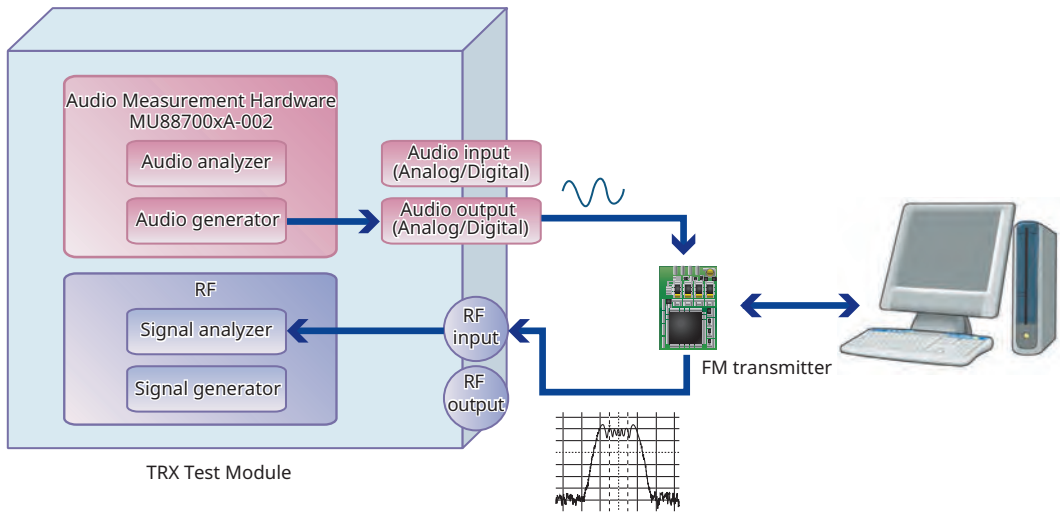 Audio Measurement Hardware
MU88700xA-002
Audio analyzer
Audio generator
Audio input
(Analog/Digital)
Audio output
(Analog/Digital)
RF
Signal analyzer
Signal generator
RF
input
RF
output
FM transmitter
TRX Test Module